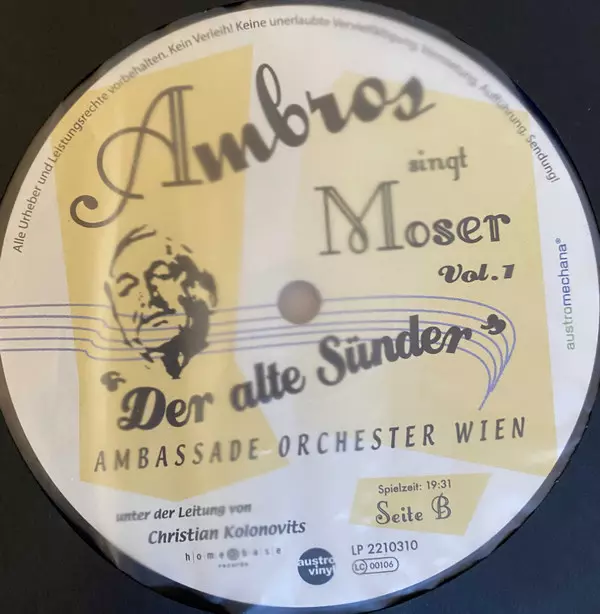 Alle Urheber und Leistungsrechte vorbehalten. Kein Verleih! Keine unerlaubte Vervielfältigung, Vermietung, Aufführung, Sendung!
Ambros
singt
Moser
Vol.1
"Der alte Sünder"
AMBASSADE-ORCHESTER WIEN
austromechana®
unter der Leitung von
Christian Kolonovits
Spielzeit: 19:31
Seite B
homebase
records
austro
vinyl
LP 2210310
LC 00106